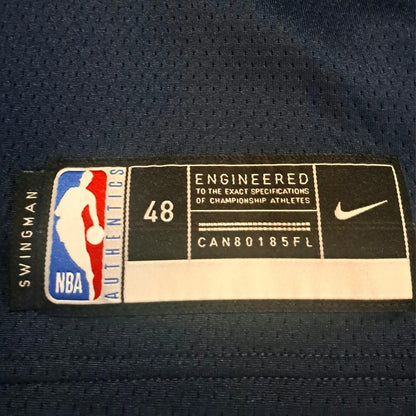 SWINGMAN
NBA
AUTHENTICS
48
ENGINEERED
TO THE EXACT SPECIFICATIONS
OF CHAMPIONSHIP ATHLETES
CAN80185FL